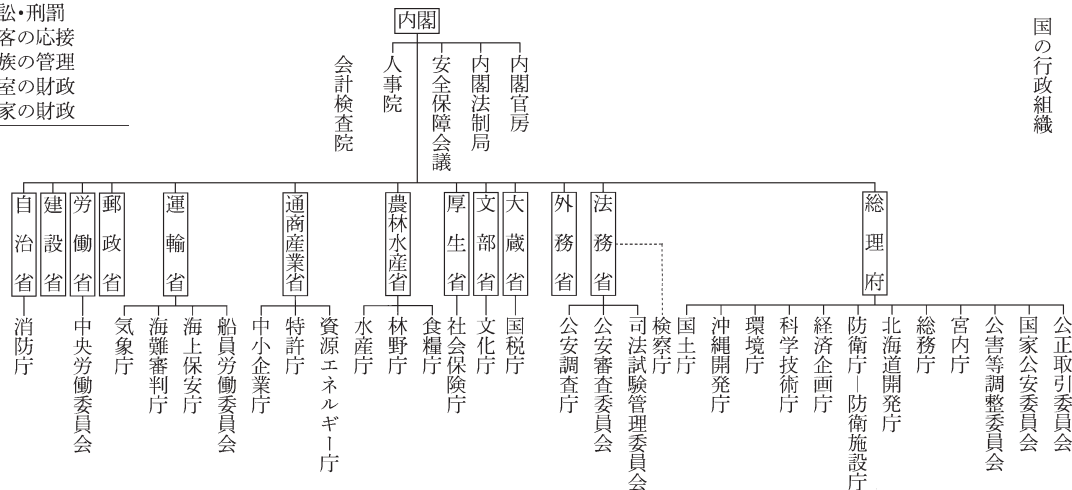 国の行政組織
内閣
内閣官房
内閣法制局
安全保障会議
人事院
会計検査院
総理府
公正取引委員会
国家公安委員会
公害等調整委員会
宮内庁
総務庁
北海道開発庁
防衛庁―防衛施設庁
経済企画庁
科学技術庁
環境庁
沖縄開発庁
国土庁
法務省
検察庁
司法試験管理委員会
公安審査委員会
公安調査庁
外務省
大蔵省
国税庁
文部省
文化庁
厚生省
社会保険庁
農林水産省
食糧庁
林野庁
水産庁
通商産業省
資源エネルギー庁
特許庁
中小企業庁
運輸省
船員労働委員会
海上保安庁
海難審判庁
気象庁
郵政省
労働省
中央労働委員会
建設省
自治省
消防庁
訟・刑罰
客の応接
族の管理
室の財政
家の財政